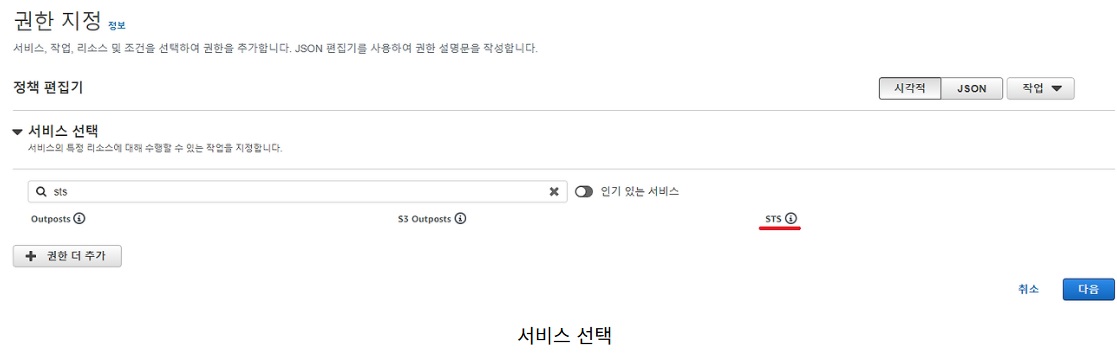 권한 지정 정보
서비스, 작업, 리소스 및 조건을 선택하여 권한을 추가합니다. JSON 편집기를 사용하여 권한 설명문을 작성합니다.
정책 편집기
시각적 JSON 작업
서비스 선택
서비스의 특정 리소스에 대해 수행할 수 있는 작업을 지정합니다.
sts 인기 있는 서비스
Outposts S3 Outposts STS
권한 더 추가
취소 다음
서비스 선택